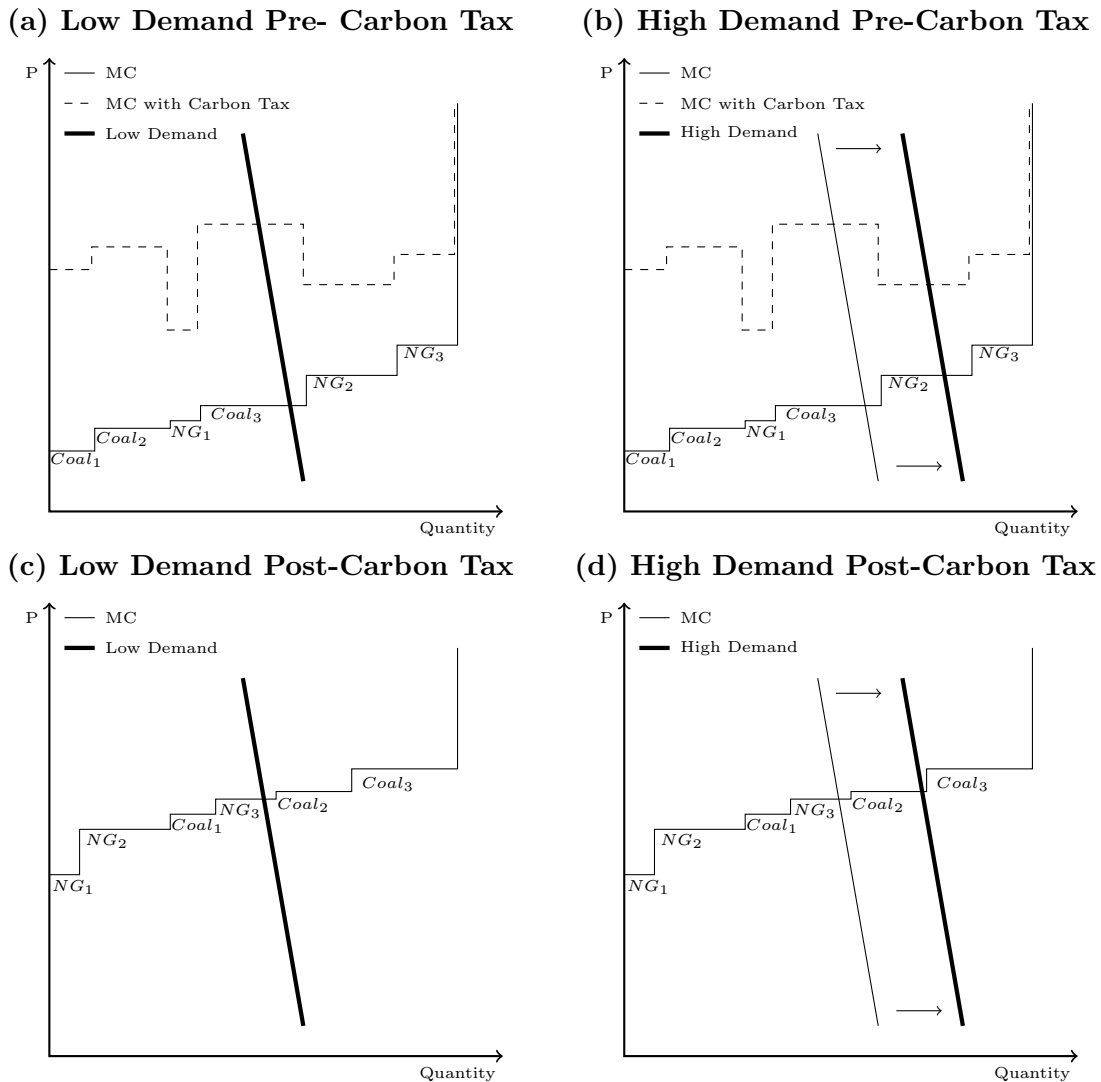 (a) Low Demand Pre- Carbon Tax
P
MC
MC with Carbon Tax
Low Demand
NG3
NG2
Coal3
NG1
Coal2
Coal1
Quantity
(b) High Demand Pre-Carbon Tax
P
MC
MC with Carbon Tax
High Demand
NG3
NG2
Coal3
NG1
Coal2
Coal1
Quantity
(c) Low Demand Post-Carbon Tax
P
MC
Low Demand
Coal3
Coal2
NG3
Coal1
NG2
NG1
Quantity
(d) High Demand Post-Carbon Tax
P
MC
High Demand
Coal3
Coal2
NG3
Coal1
NG2
NG1
Quantity